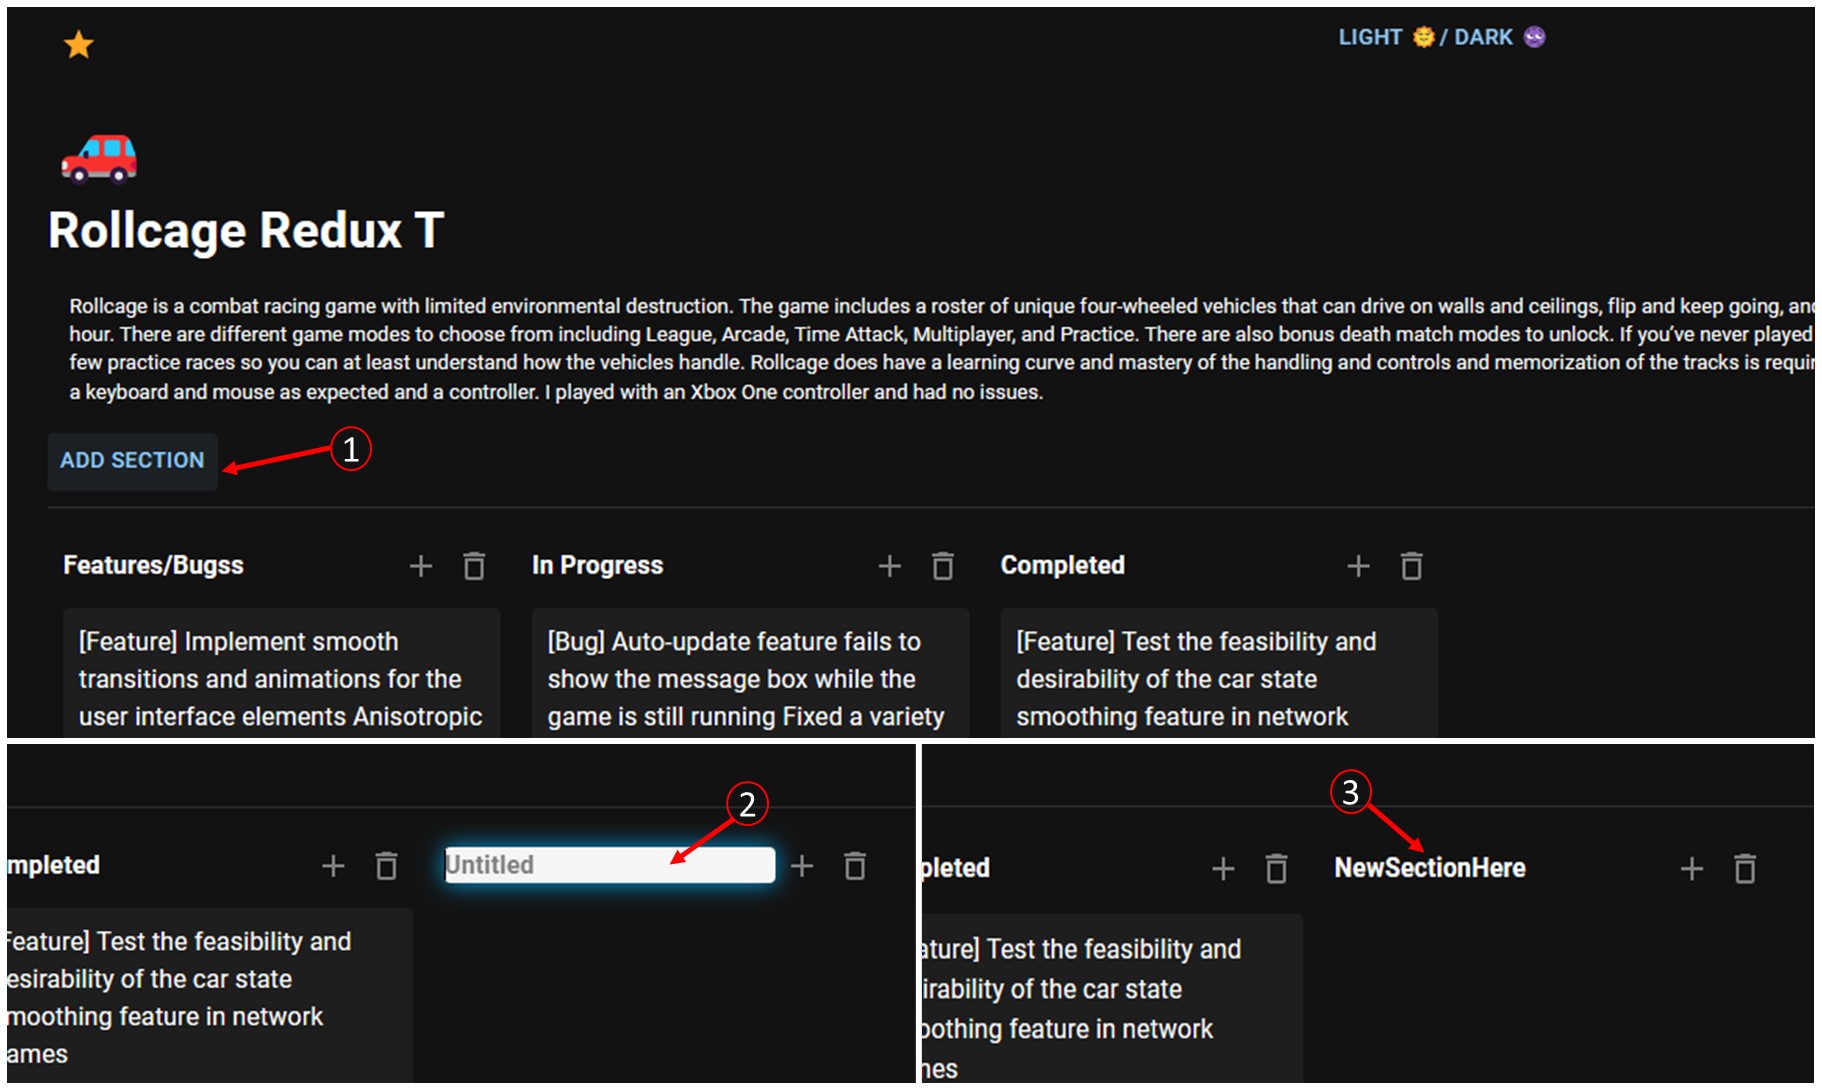 LIGHT 🌞/ DARK 🌚
Rollcage Redux T
Rollcage is a combat racing game with limited environmental destruction. The game includes a roster of unique four-wheeled vehicles that can drive on walls and ceilings, flip and keep going, and
hour. There are different game modes to choose from including League, Arcade, Time Attack, Multiplayer, and Practice. There are also bonus death match modes to unlock. If you’ve never played
few practice races so you can at least understand how the vehicles handle. Rollcage does have a learning curve and mastery of the handling and controls and memorization of the tracks is requir
a keyboard and mouse as expected and a controller. I played with an Xbox One controller and had no issues.
ADD SECTION
1
Features/Bugss
In Progress
Completed
[Feature] Implement smooth
transitions and animations for the
user interface elements Anisotropic
[Bug] Auto-update feature fails to
show the message box while the
game is still running Fixed a variety
[Feature] Test the feasibility and
desirability of the car state
smoothing feature in network
2
mpleted
Untitled
Feature] Test the feasibility and
esirability of the car state
moothing feature in network
ames
3
pleted
NewSectionHere
ature] Test the feasibility and
irability of the car state
oothing feature in network
nes